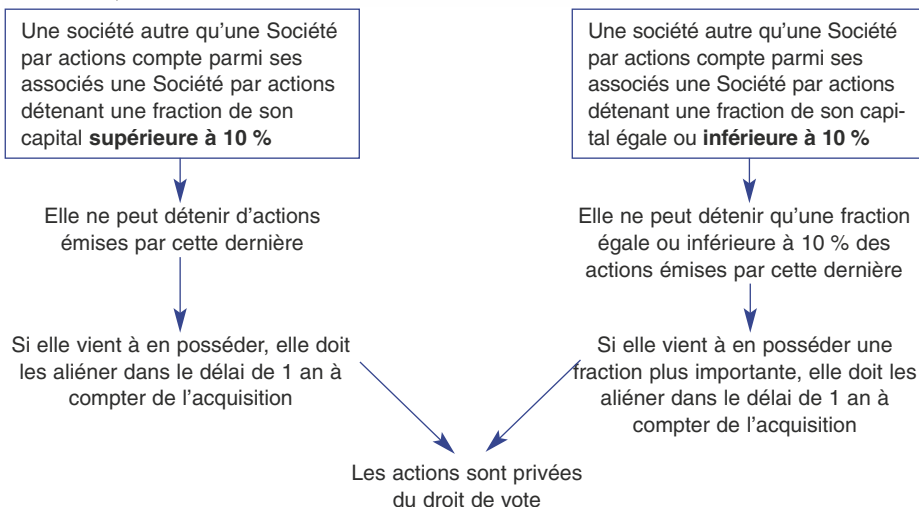 Une société autre qu'une Société
par actions compte parmi ses
associés une Société par actions
détenant une fraction de son
capital supérieure à 10 %
Elle ne peut détenir d'actions
émises par cette dernière
Si elle vient à en posséder, elle doit
les aliéner dans le délai de 1 an à
compter de l'acquisition
Une société autre qu'une Société
par actions compte parmi ses
associés une Société par actions
détenant une fraction de son capi-
tal égale ou inférieure à 10 %
Elle ne peut détenir qu'une fraction
égale ou inférieure à 10 % des
actions émises par cette dernière
Si elle vient à en posséder une
fraction plus importante, elle doit les
aliéner dans le délai de 1 an à
compter de l'acquisition
Les actions sont privées
du droit de vote